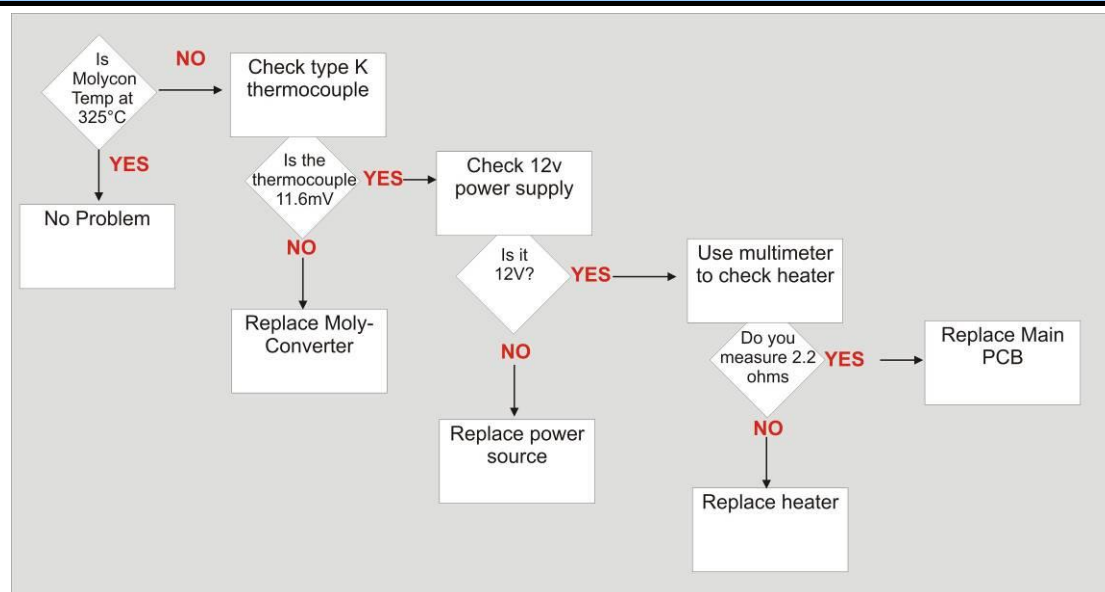 Is
Molycon
Temp at
325°C
NO
YES
No Problem
Check type K
thermocouple
Is the
thermocouple
11.6mV
YES
NO
Replace Moly-
Converter
Check 12v
power supply
Is it
12V?
YES
NO
Replace power
source
Use multimeter
to check heater
Do you
measure 2.2
ohms
YES
NO
Replace heater
Replace Main
PCB